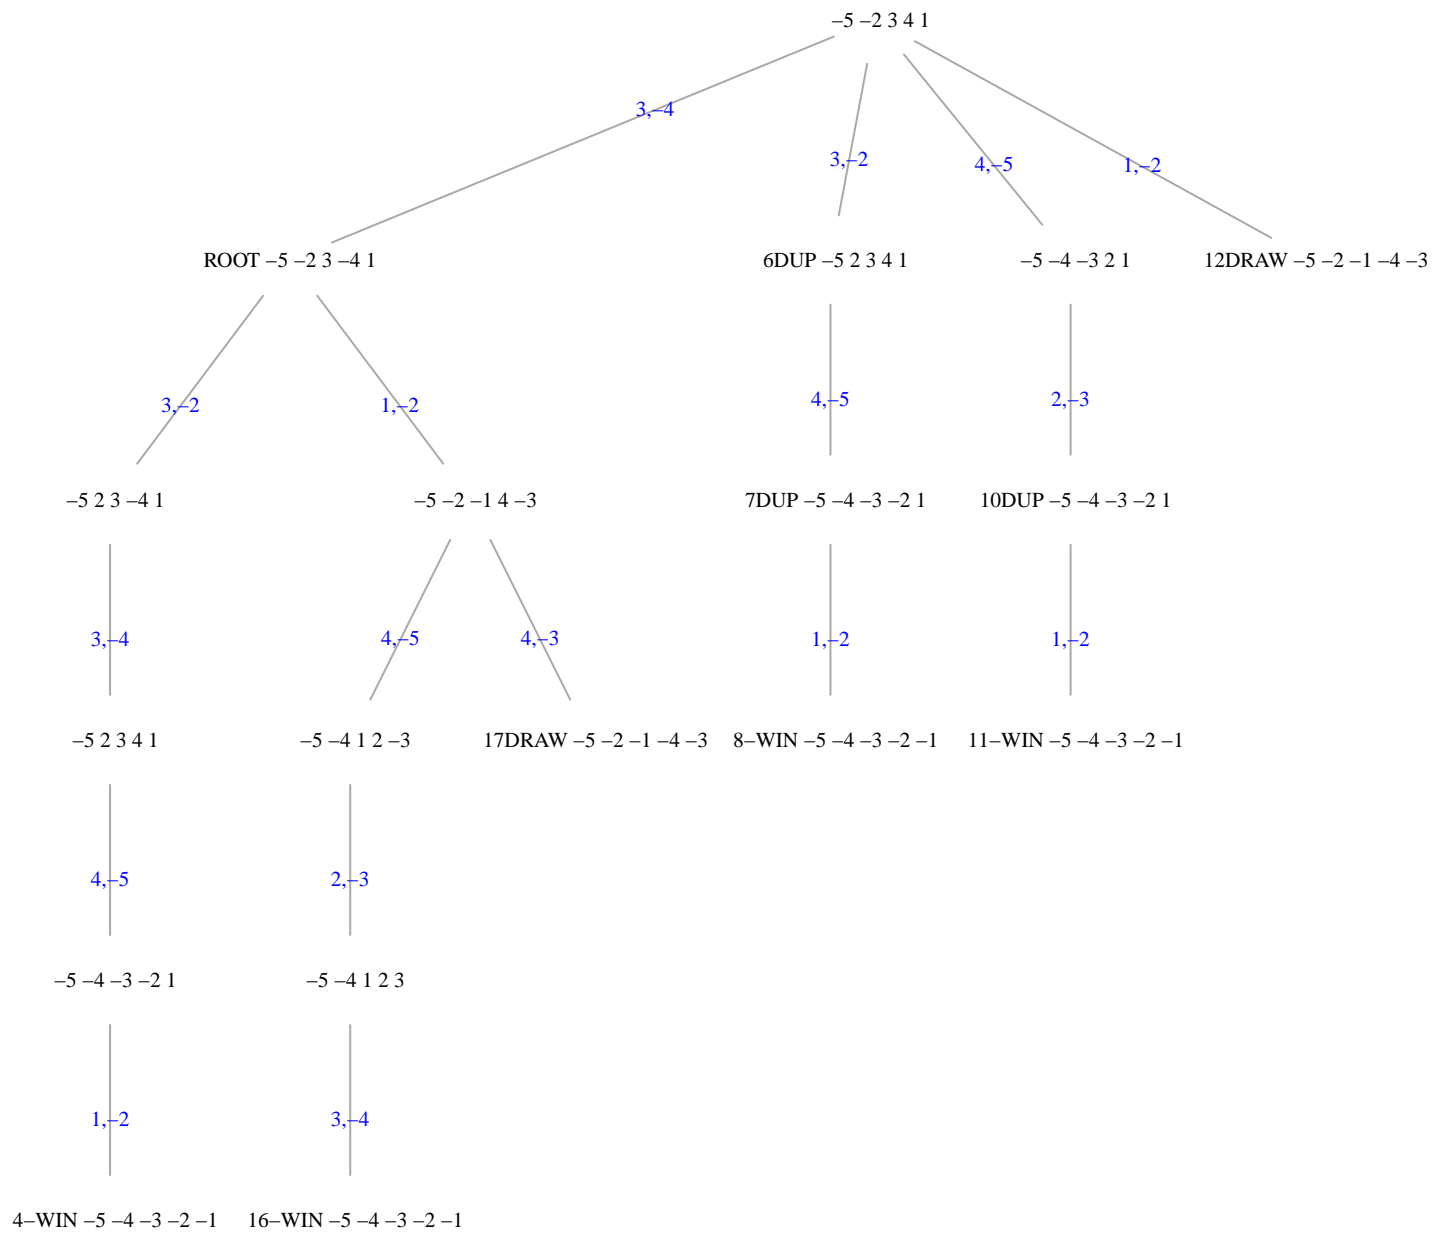 −5 −2 3 4 1
3,−4
3,−2
4,−5
1,−2
ROOT −5 −2 3 −4 1
6DUP −5 2 3 4 1
−5 −4 −3 2 1
12DRAW −5 −2 −1 −4 −3
3,−2
1,−2
4,−5
2,−3
−5 2 3 −4 1
−5 −2 −1 4 −3
7DUP −5 −4 −3 −2 1
10DUP −5 −4 −3 −2 1
3,−4
4,−5
4,−3
1,−2
1,−2
−5 2 3 4 1
−5 −4 1 2 −3
17DRAW −5 −2 −1 −4 −3
8−WIN −5 −4 −3 −2 −1
11−WIN −5 −4 −3 −2 −1
4,−5
2,−3
−5 −4 −3 −2 1
−5 −4 1 2 3
1,−2
3,−4
4−WIN −5 −4 −3 −2 −1
16−WIN −5 −4 −3 −2 −1